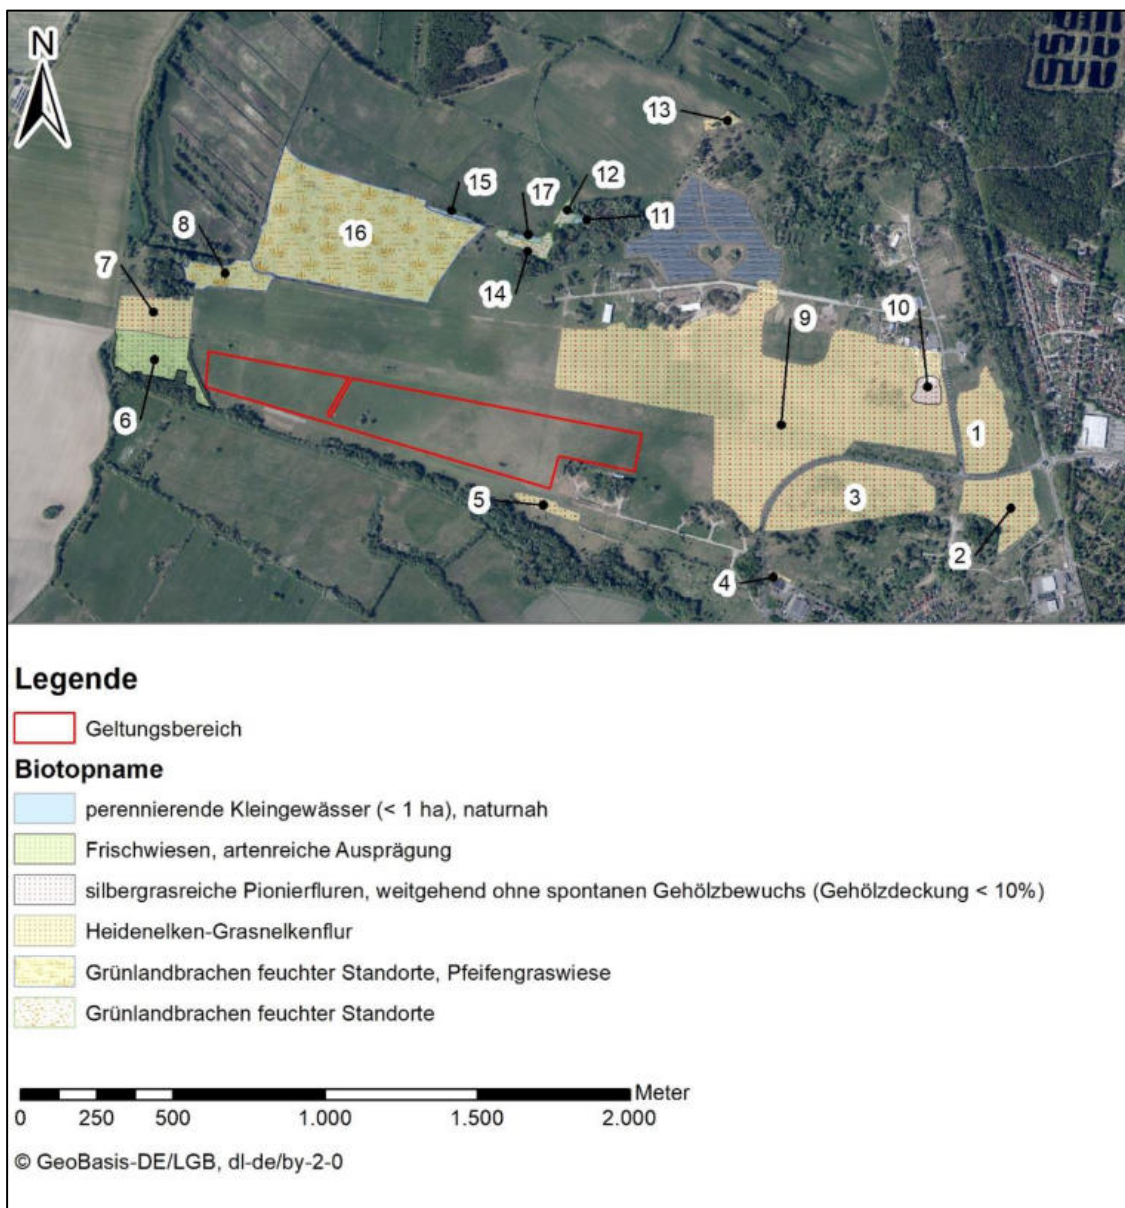 N
13
12
17
15
11
8
16
7
14
10
9
6
1
3
5
2
4
Legende
Geltungsbereich
Biotopname
perennierende Kleingewässer (< 1 ha), naturnah
Frischwiesen, artenreiche Ausprägung
silbergrasreiche Pionierfluren, weitgehend ohne spontanen Gehölzbewuchs (Gehölzdeckung < 10%)
Heidenelken-Grasnelkenflur
Grünlandbrachen feuchter Standorte, Pfeifengraswiese
Grünlandbrachen feuchter Standorte
Meter
0 250 500 1.000 1.500 2.000
© GeoBasis-DE/LGB, dl-de/by-2-0